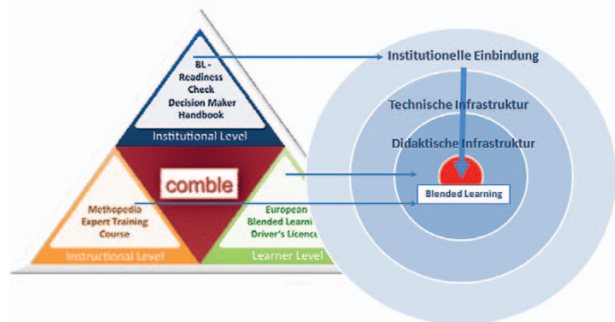 BL -
Readiness
Check
Decision Maker
Handbook
Institutional Level
comble
Methopedia
Expert Training
Course
Instructional Level
European
Blended Learning
Driver's Licence
Learner Level
Institutionelle Einbindung
Technische Infrastruktur
Didaktische Infrastruktur
Blended Learning